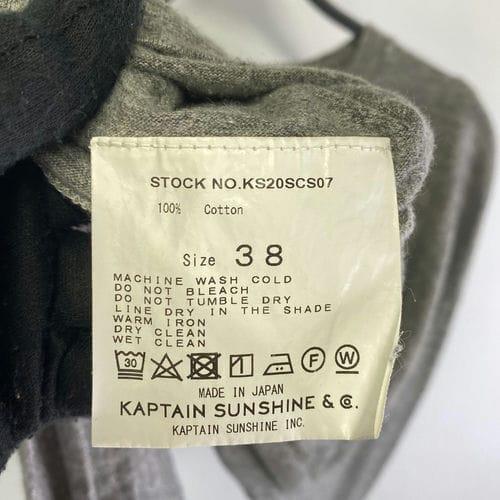 STOCK NO.KS20SCS07
100% Cotton
Size 38
MACHINE WASH COLD
DO NOT BLEACH
DO NOT TUMBLE DRY
LINE DRY IN THE SHADE
WARM IRON
DRY CLEAN
WET CLEAN
30 F W
MADE IN JAPAN
KAPTAIN SUNSHINE & Co.
KAPTAIN SUNSHINE INC.